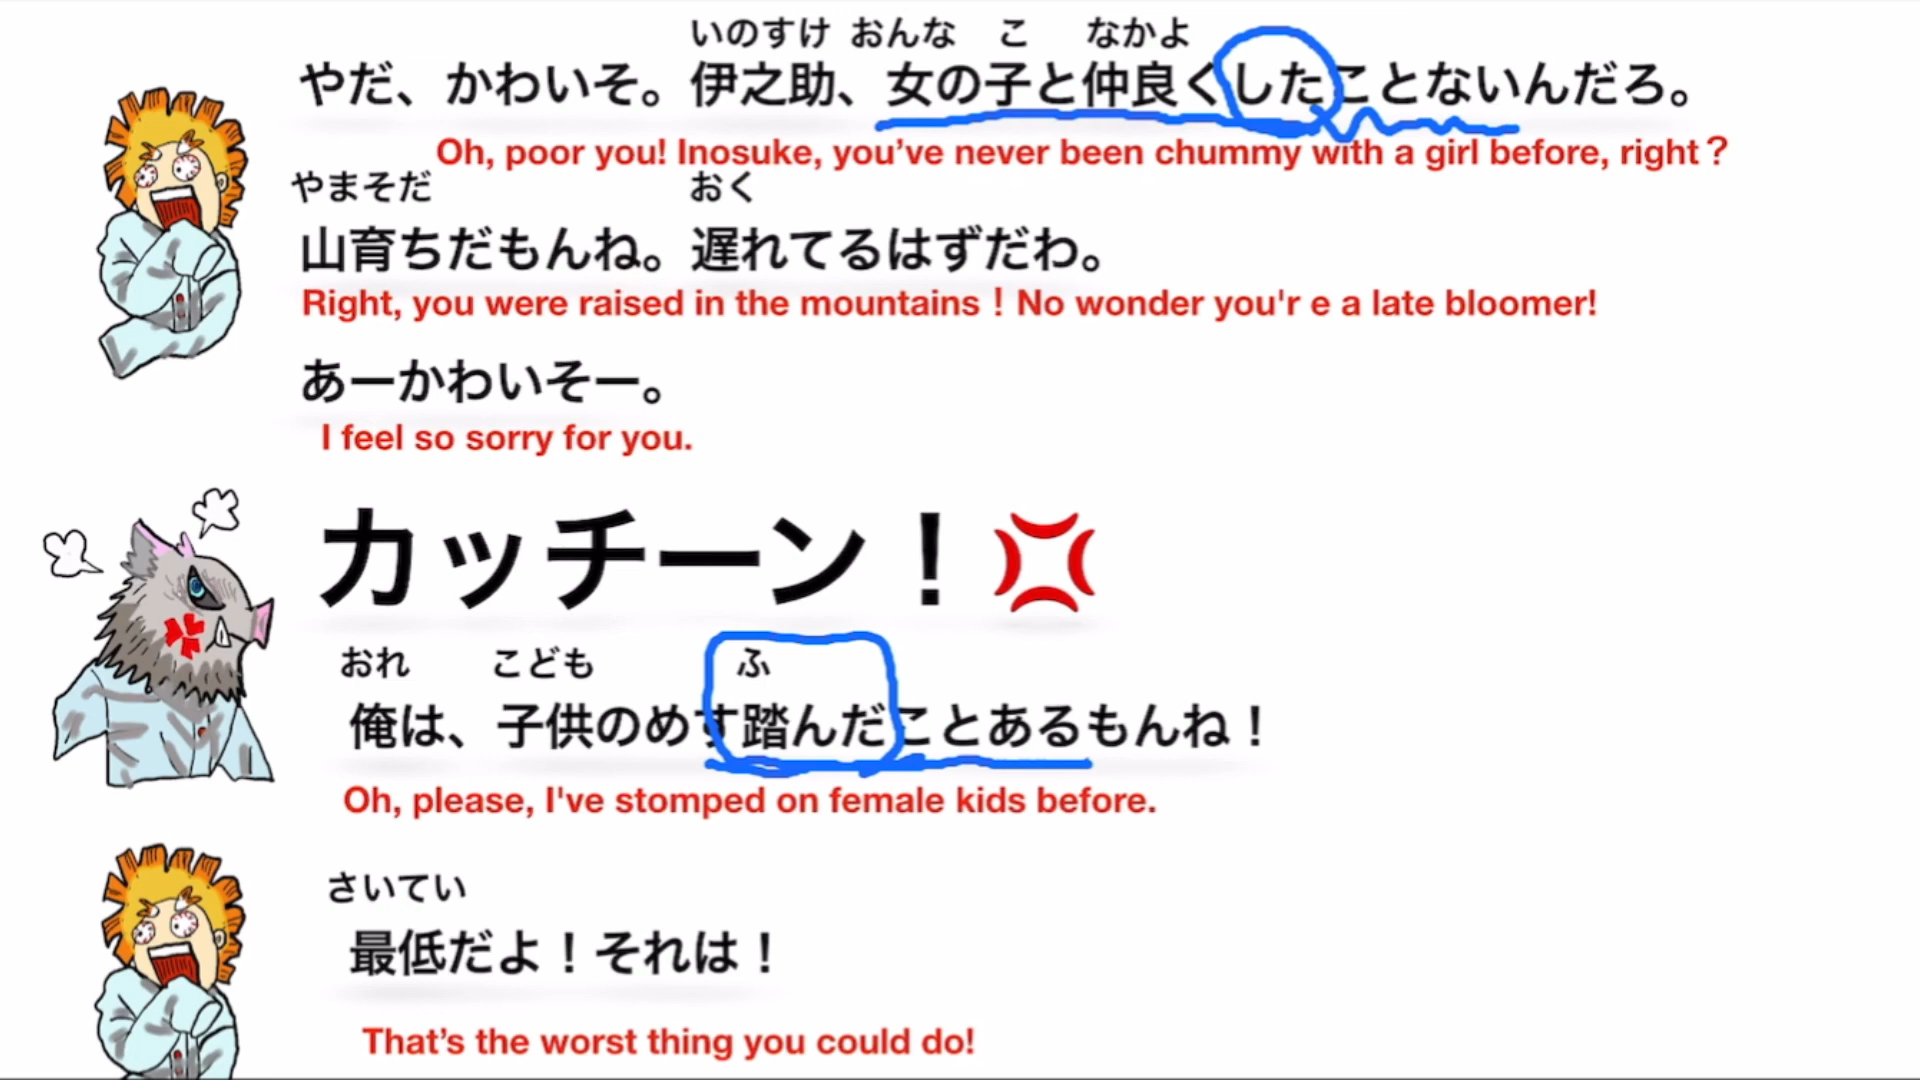 いのすけ おんな こ なかよ
やだ、かわいそ。伊之助、女の子と仲良くしたことないんだろ。
Oh, poor you! Inosuke, you’ve never been chummy with a girl before, right？
やまそだ おく
山育ちだもんね。遅れてるはずだわ。
Right, you were raised in the mountains！No wonder you'r e a late bloomer!
あーかわいそー。
I feel so sorry for you.
カッチーン！
おれ こども ふ
俺は、子供のめす踏んだことあるもんね！
Oh, please, I've stomped on female kids before.
さいてい
最低だよ！それは！
That’s the worst thing you could do!